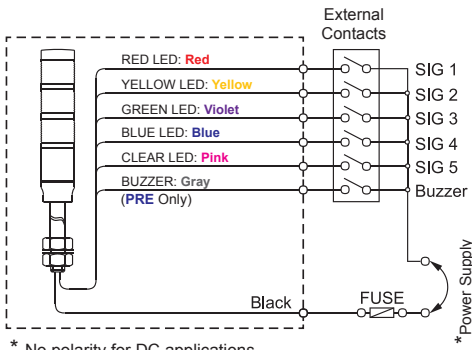 External
Contacts
RED LED: Red
SIG 1
YELLOW LED: Yellow
SIG 2
GREEN LED: Violet
SIG 3
BLUE LED: Blue
SIG 4
CLEAR LED: Pink
SIG 5
BUZZER: Gray
Buzzer
(PRE Only)
*Power Supply
Black
FUSE
* No polarity for DC applications